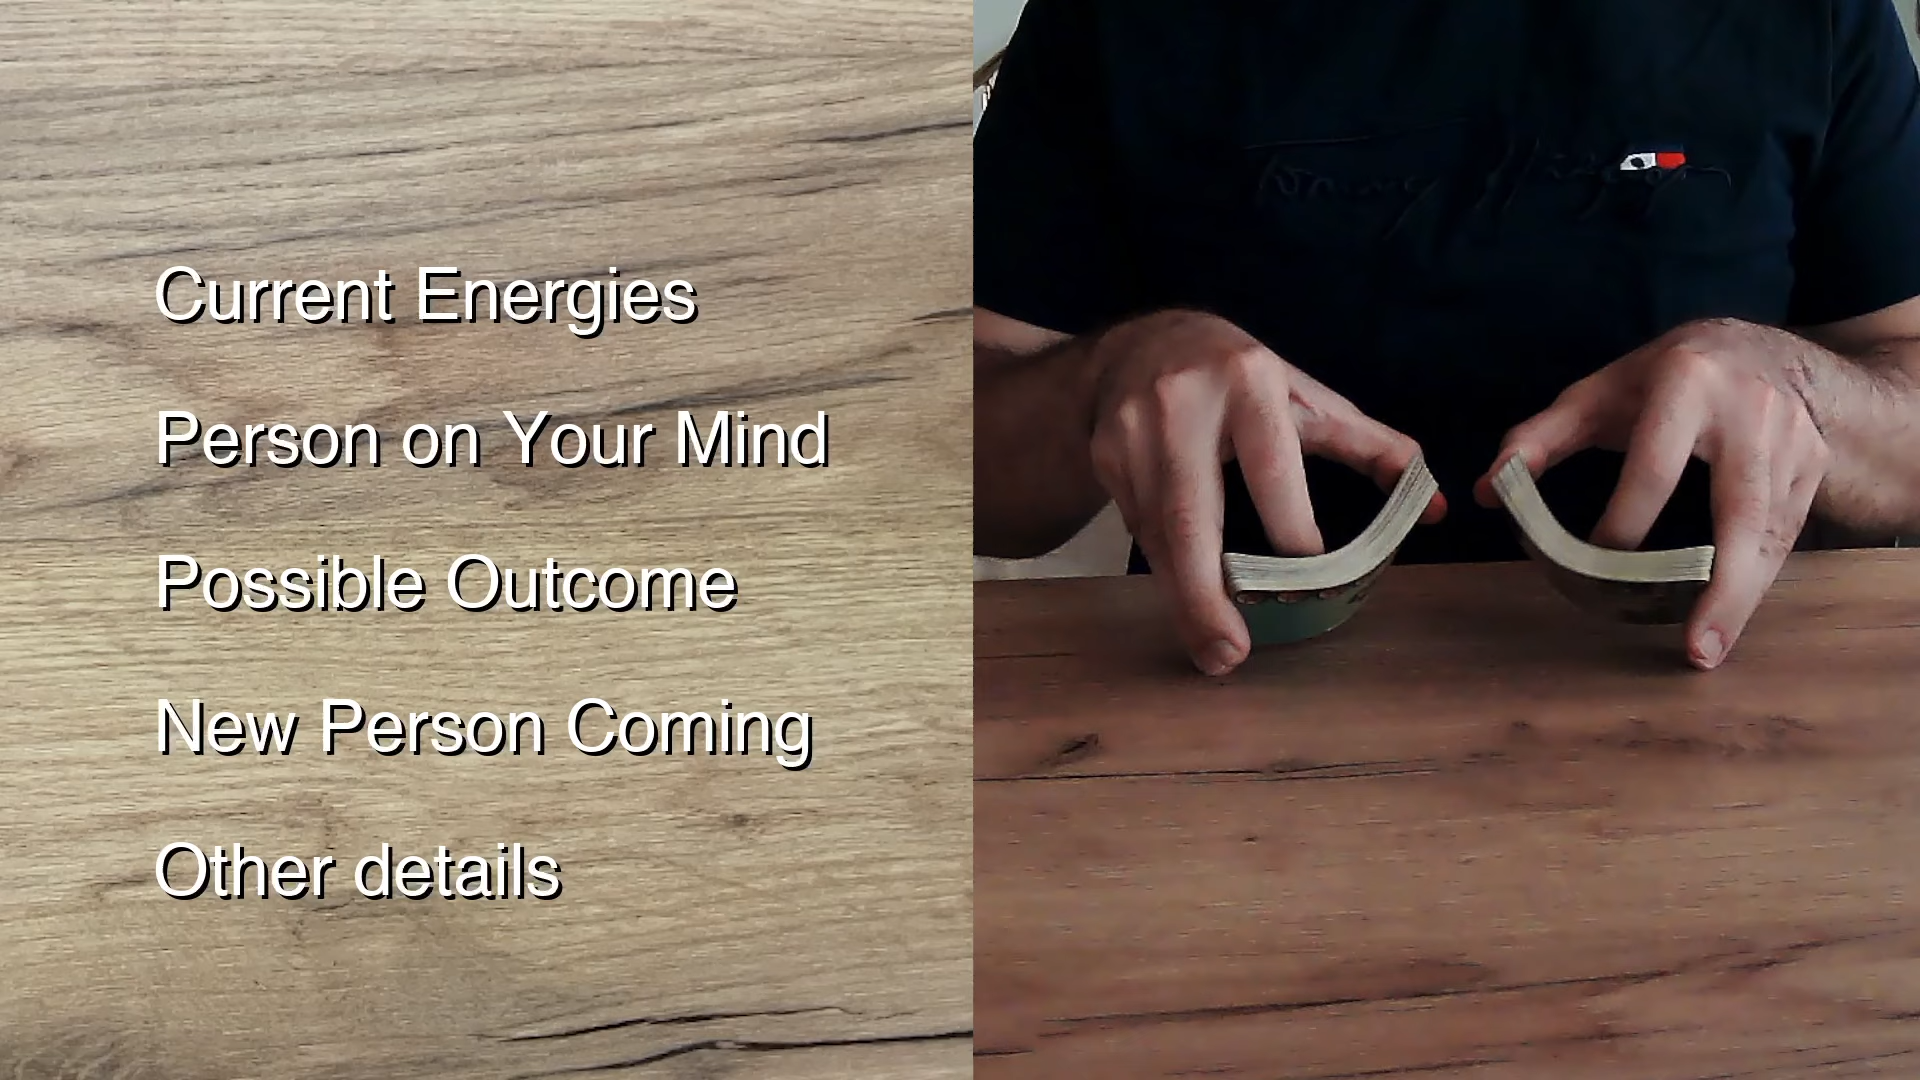 Current Energies
Person on Your Mind
Possible Outcome
New Person Coming
Other details